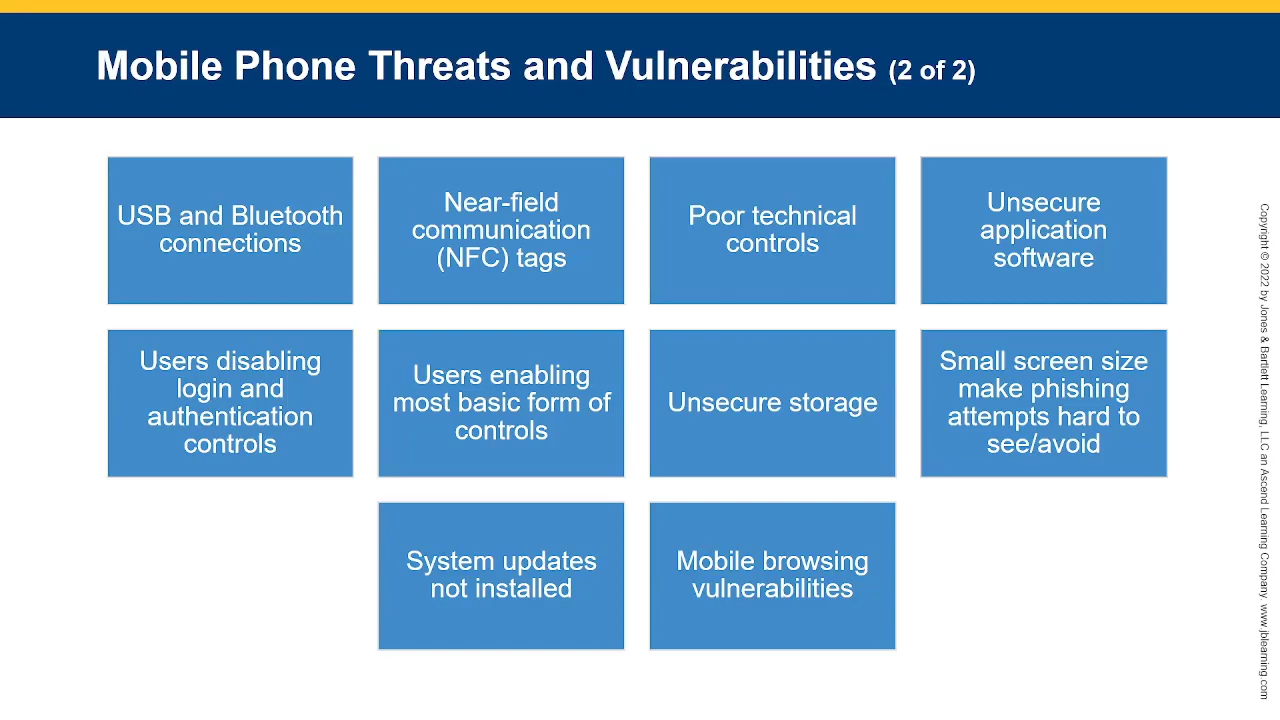 Mobile Phone Threats and Vulnerabilities (2 of 2)
USB and Bluetooth
connections
Near-field
communication
(NFC) tags
Poor technical
controls
Unsecure
application
software
Users disabling
login and
authentication
controls
Users enabling
most basic form of
controls
Unsecure storage
Small screen size
make phishing
attempts hard to
see/avoid
System updates
not installed
Mobile browsing
vulnerabilities
Copyright © 2022 by Jones & Bartlett Learning, LLC an Ascend Learning Company. www.jblearning.com